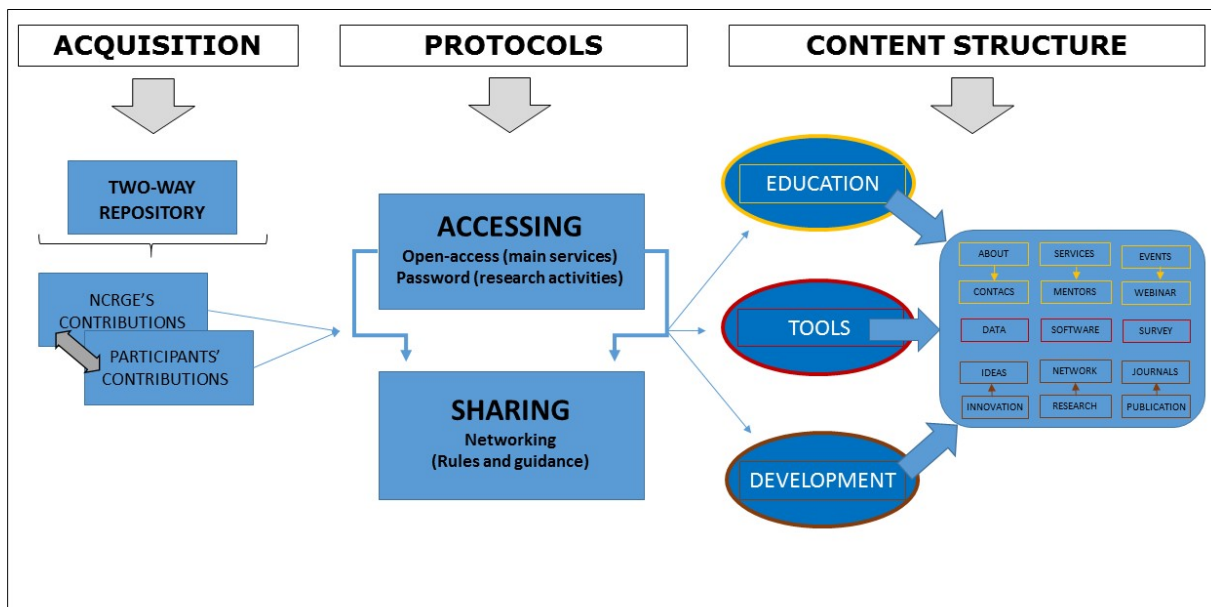 ACQUISITION
PROTOCOLS
CONTENT STRUCTURE
TWO-WAY
REPOSITORY
NCRGE'S
CONTRIBUTIONS
PARTICIPANTS'
CONTRIBUTIONS
ACCESSING
Open-access (main services)
Password (research activities)
SHARING
Networking
(Rules and guidance)
EDUCATION
TOOLS
DEVELOPMENT
ABOUT
SERVICES
EVENTS
CONTACS
MENTORS
WEBINAR
DATA
SOFTWARE
SURVEY
IDEAS
NETWORK
JOURNALS
INNOVATION
RESEARCH
PUBLICATION